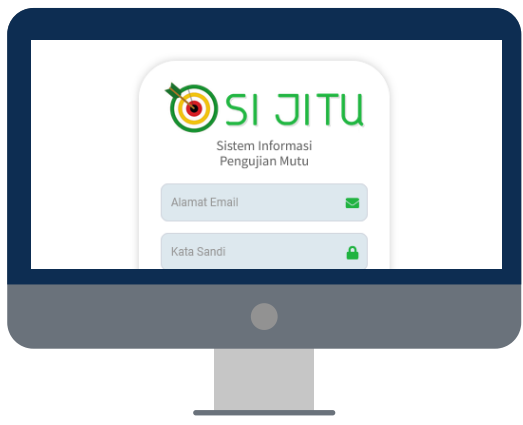 SI JITU
Sistem Informasi
Pengujian Mutu
Alamat Email
Kata Sandi